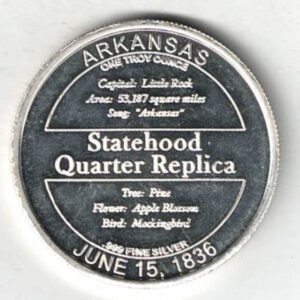 ARKANSAS
ONE TROY OUNCE
Capital: Little Rock
Area: 53,187 square miles
Song: "Arkansas"
Statehood
Quarter Replica
Tree: Pine
Flower: Apple Blossom
Bird: Mockingbird
.999 FINE SILVER
JUNE 15, 1836